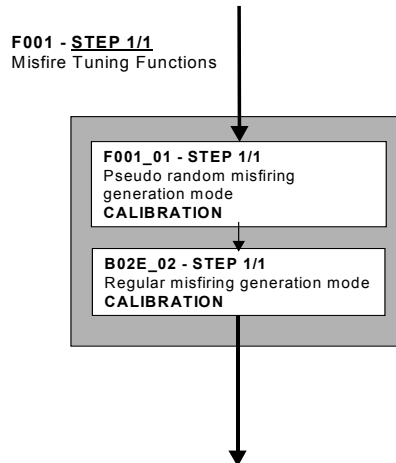 F001 - STEP 1/1
Misfire Tuning Functions
F001_01 - STEP 1/1
Pseudo random misfiring
generation mode
CALIBRATION
B02E_02 - STEP 1/1
Regular misfiring generation mode
CALIBRATION